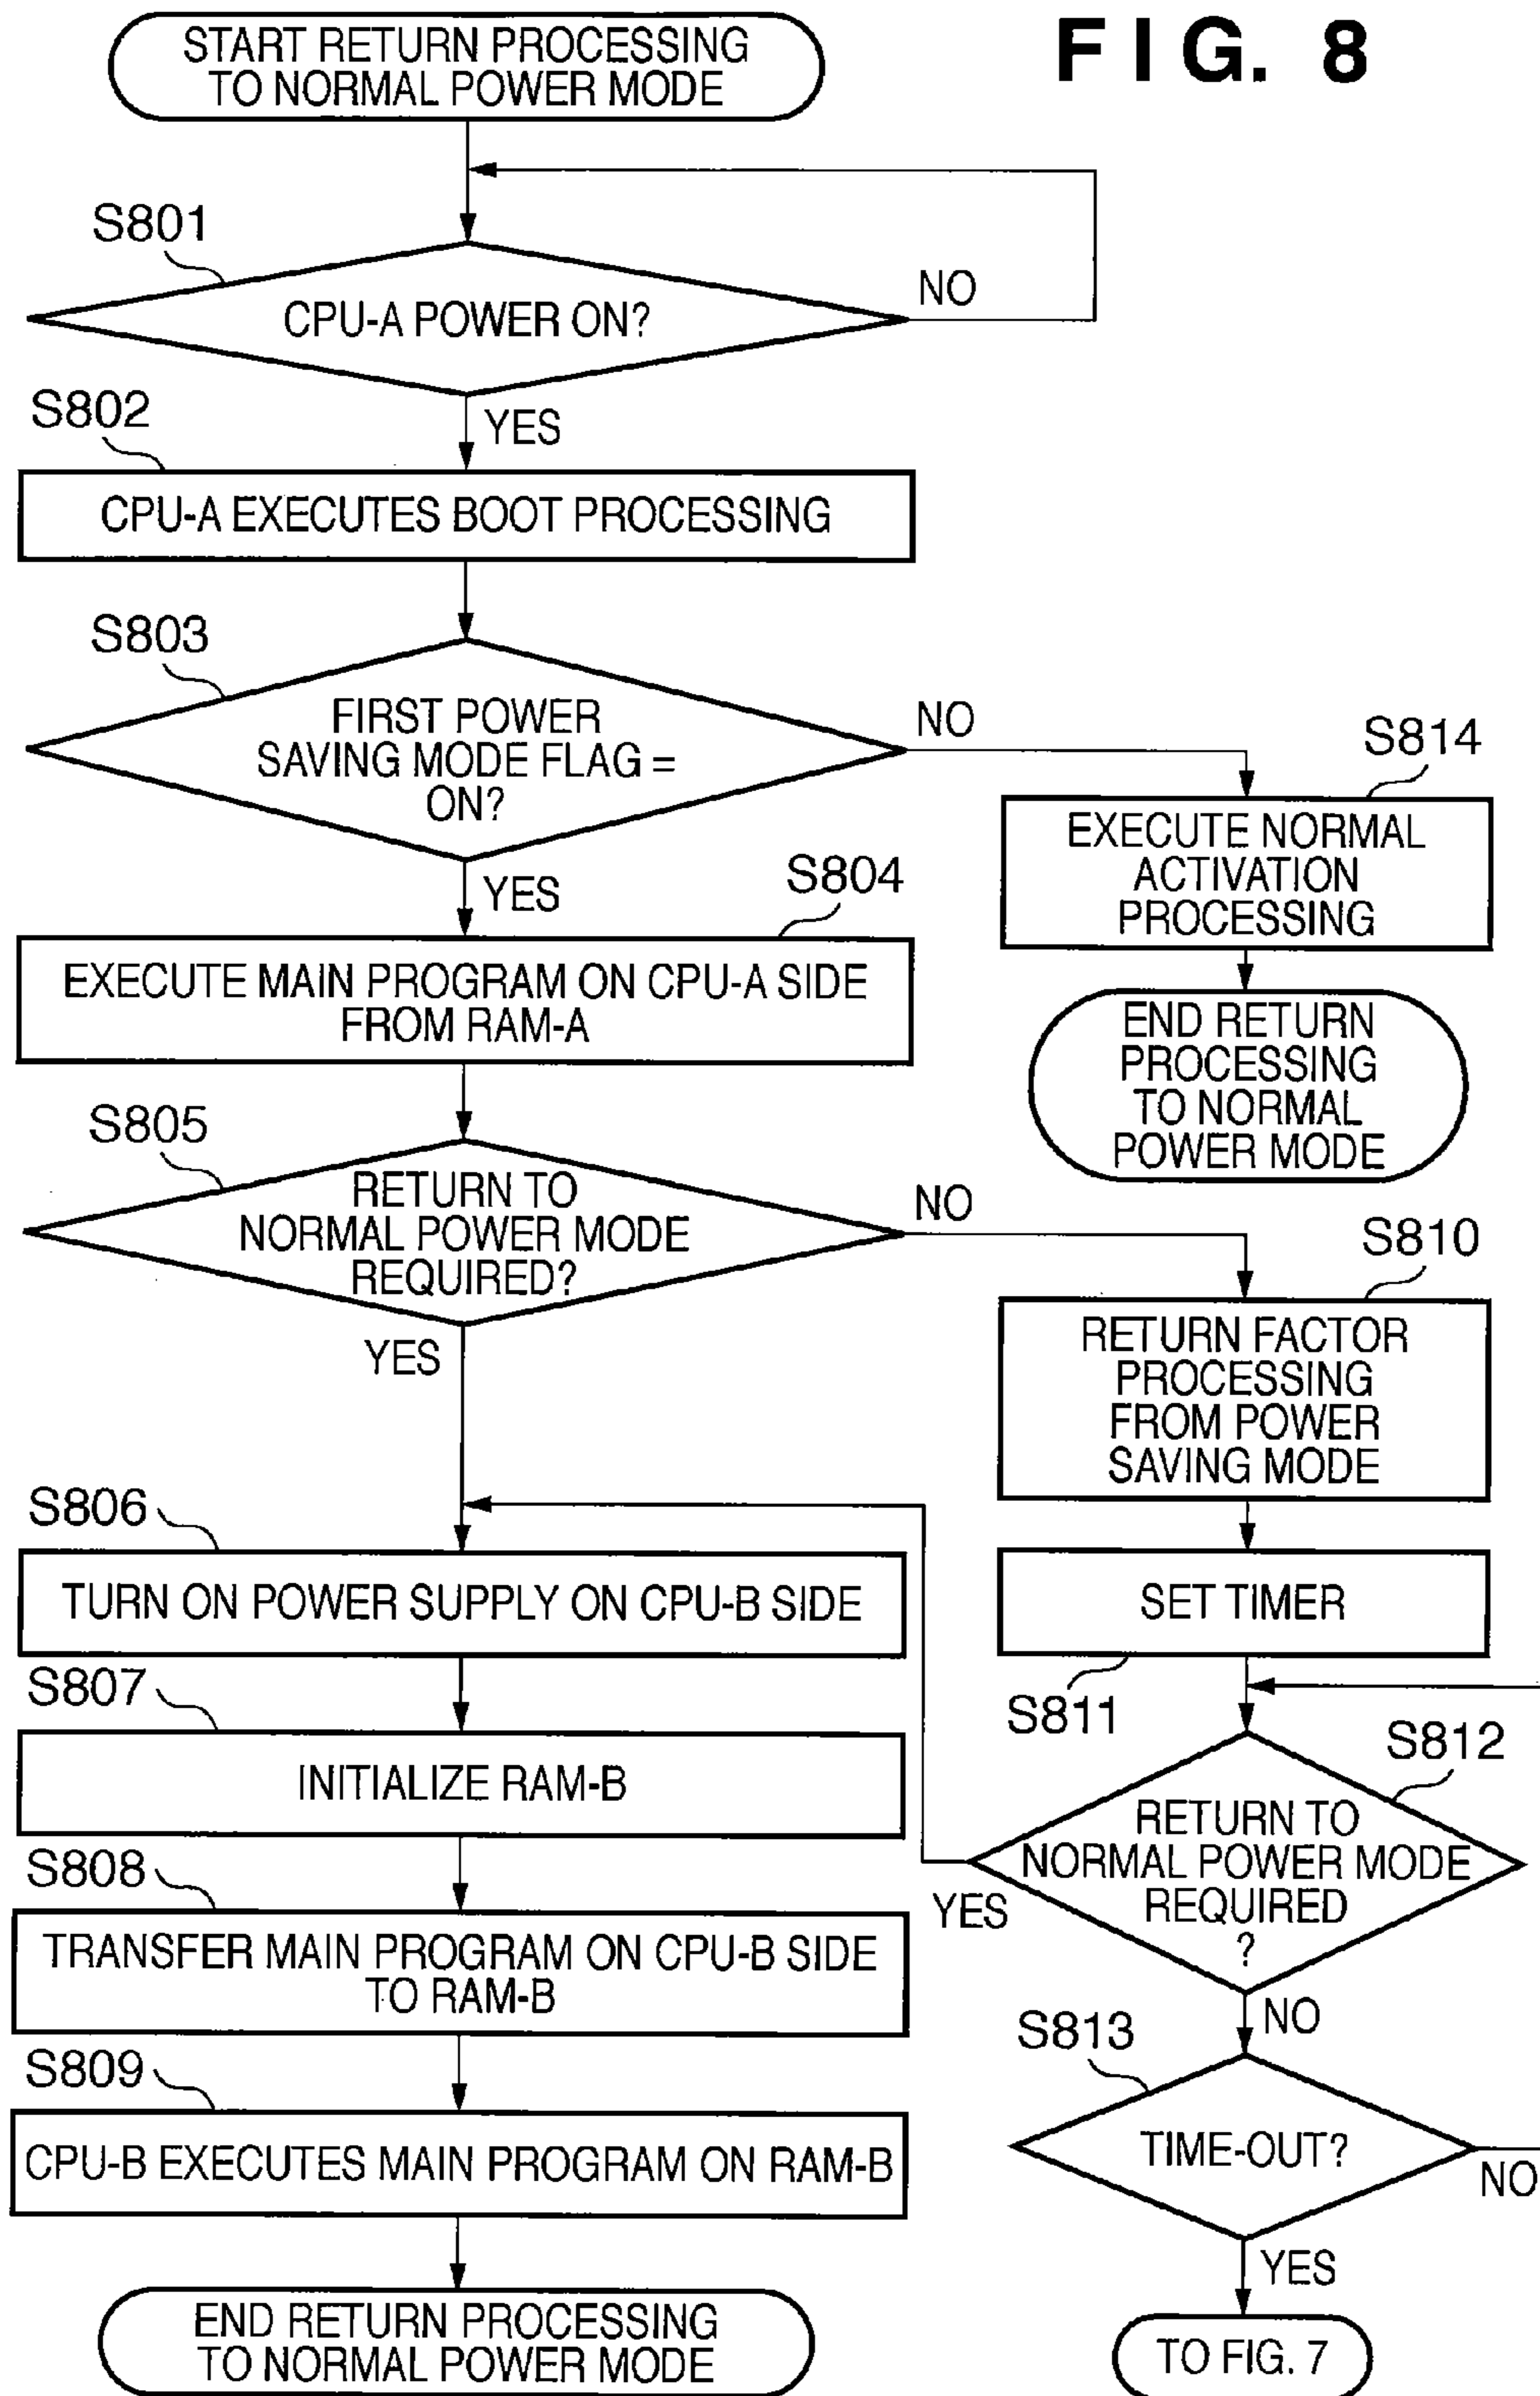 FIG. 8
START RETURN PROCESSING
TO NORMAL POWER MODE
S801
CPU-A POWER ON?
NO
YES
S802
CPU-A EXECUTES BOOT PROCESSING
S803
FIRST POWER
SAVING MODE FLAG =
ON?
NO
YES
S814
EXECUTE NORMAL
ACTIVATION
PROCESSING
END RETURN
PROCESSING
TO NORMAL
POWER MODE
S804
EXECUTE MAIN PROGRAM ON CPU-A SIDE
FROM RAM-A
S805
RETURN TO
NORMAL POWER MODE
REQUIRED?
NO
YES
S806
TURN ON POWER SUPPLY ON CPU-B SIDE
S807
INITIALIZE RAM-B
S808
TRANSFER MAIN PROGRAM ON CPU-B SIDE
TO RAM-B
S809
CPU-B EXECUTES MAIN PROGRAM ON RAM-B
END RETURN PROCESSING
TO NORMAL POWER MODE
S810
RETURN FACTOR
PROCESSING
FROM POWER
SAVING MODE
SET TIMER
S811
S812
RETURN TO
NORMAL POWER MODE
REQUIRED
?
YES
NO
S813
TIME-OUT?
NO
YES
TO FIG. 7